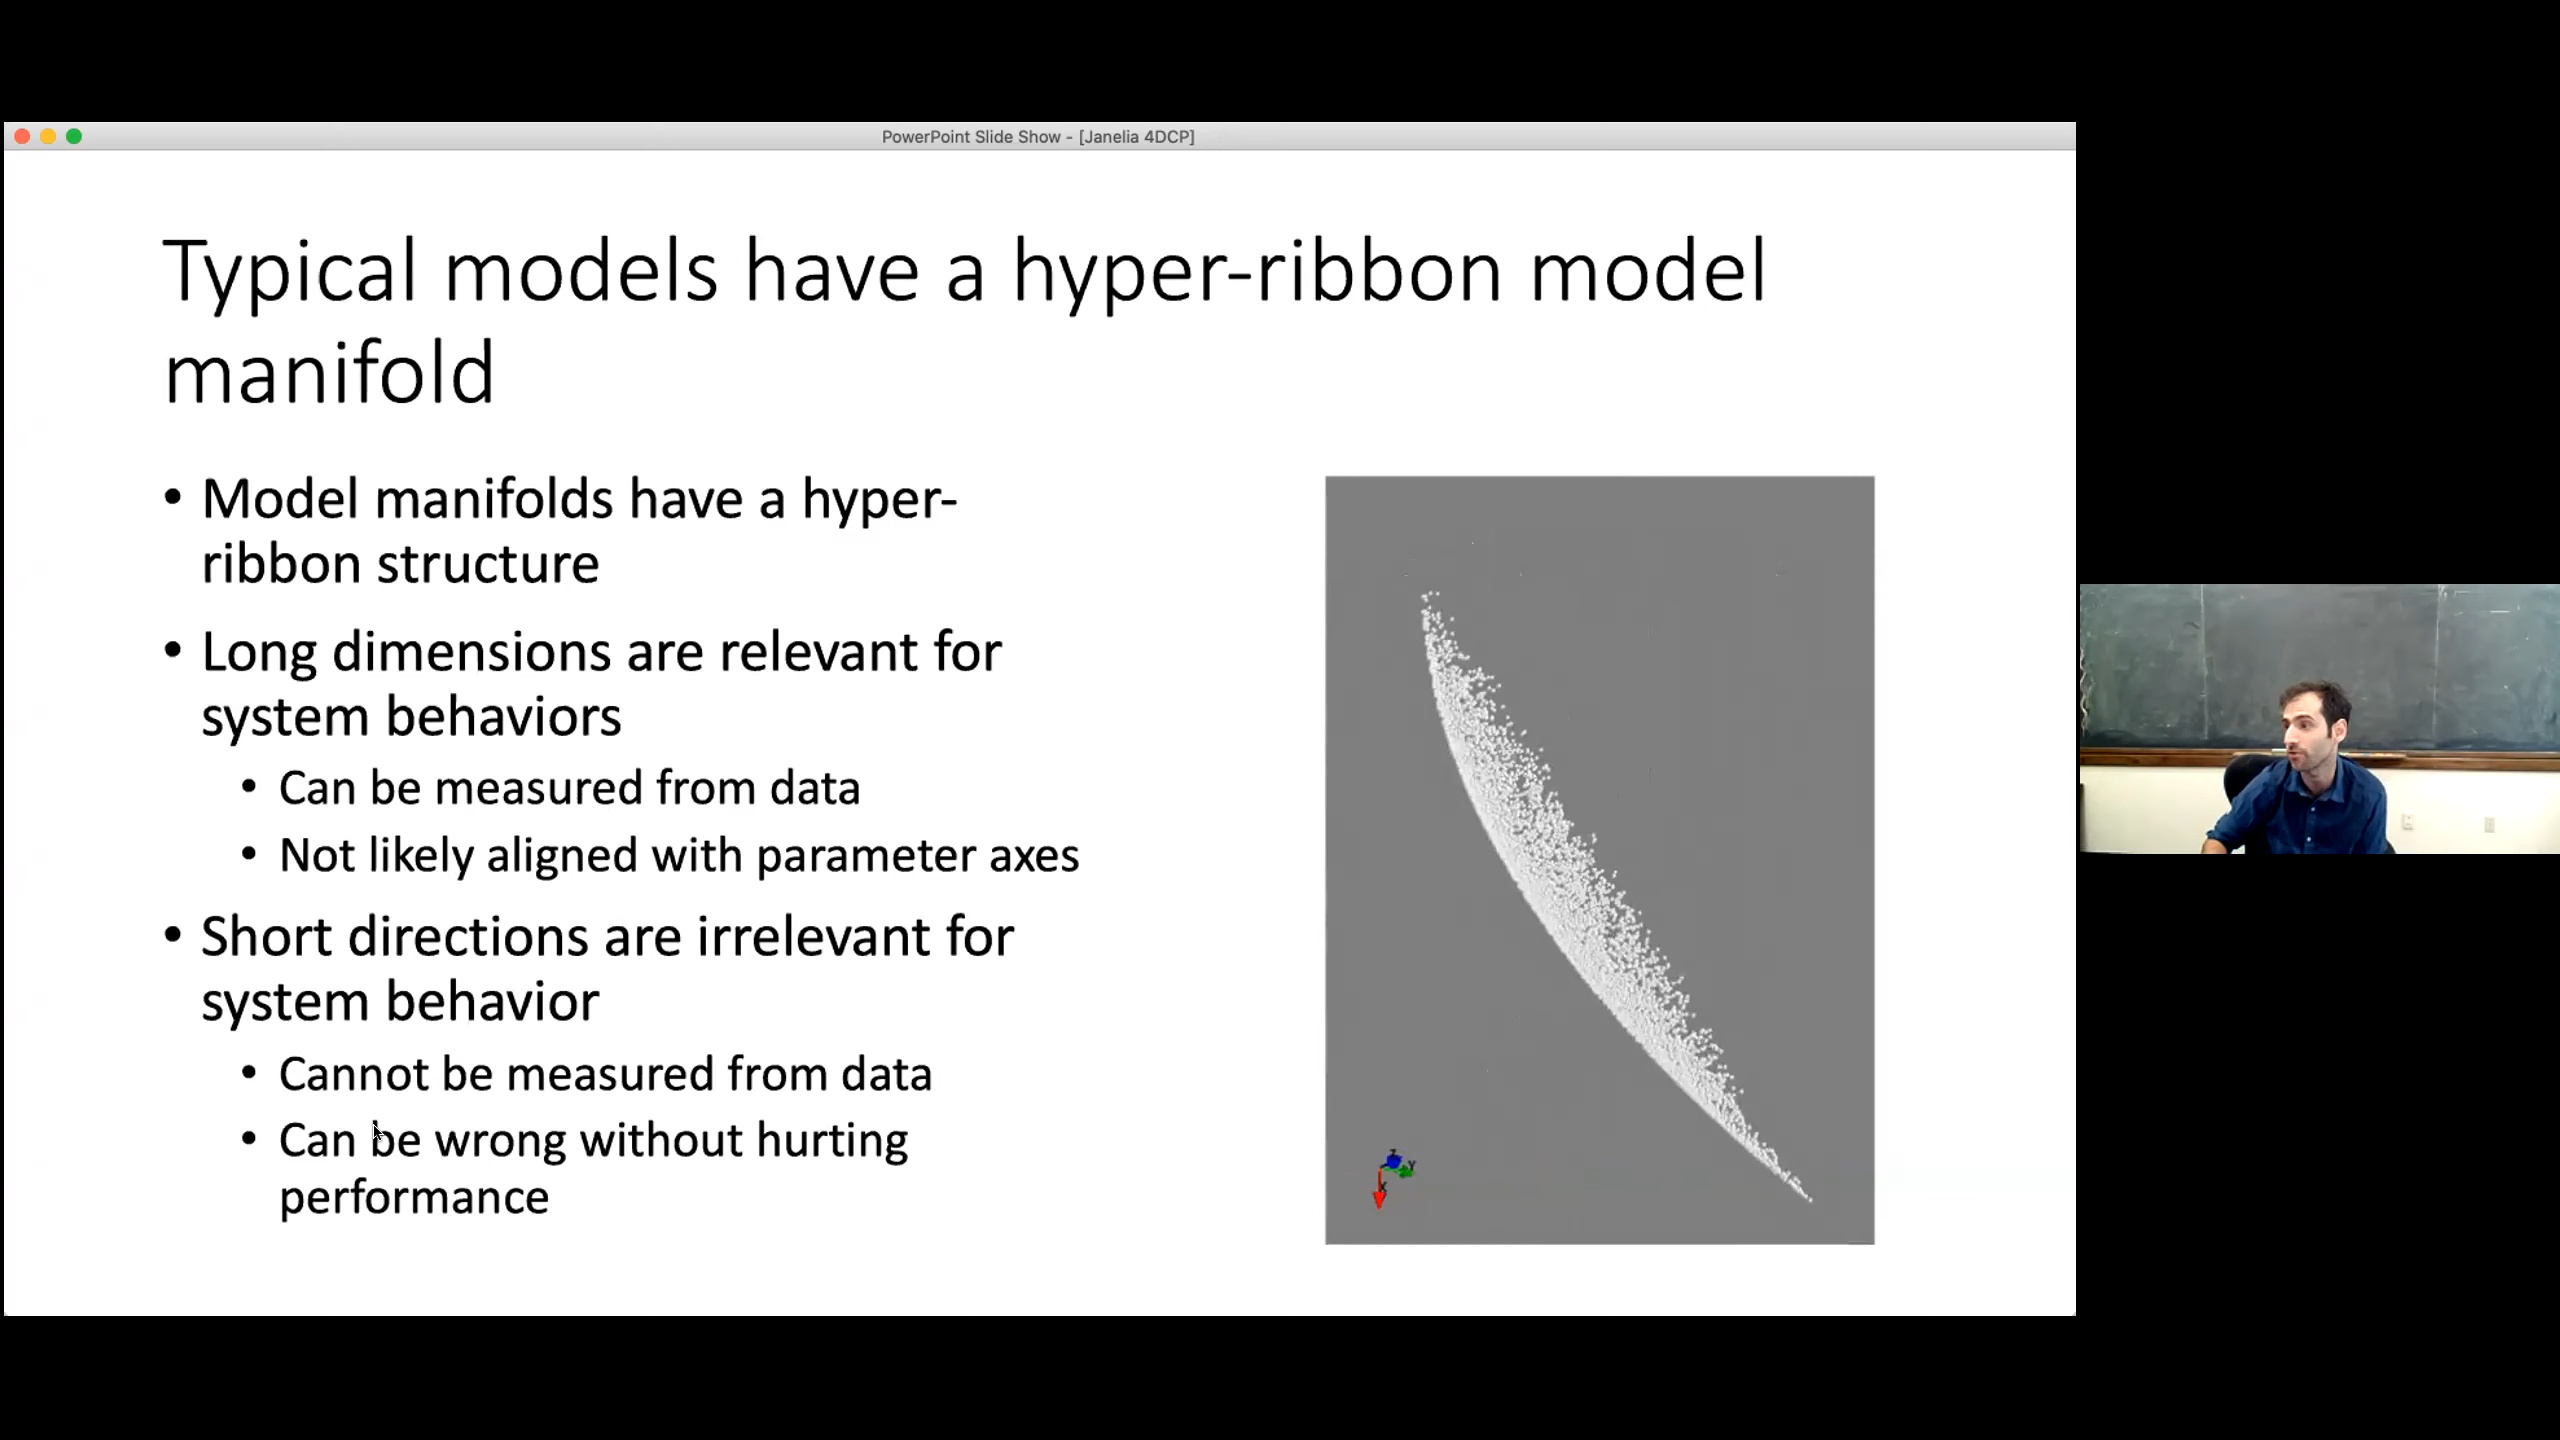 PowerPoint Slide Show - [Janelia 4DCP]
Typical models have a hyper-ribbon model
manifold
• Model manifolds have a hyper-
ribbon structure
• Long dimensions are relevant for
system behaviors
• Can be measured from data
• Not likely aligned with parameter axes
• Short directions are irrelevant for
system behavior
• Cannot be measured from data
• Can be wrong without hurting
performance
Z
Y
X